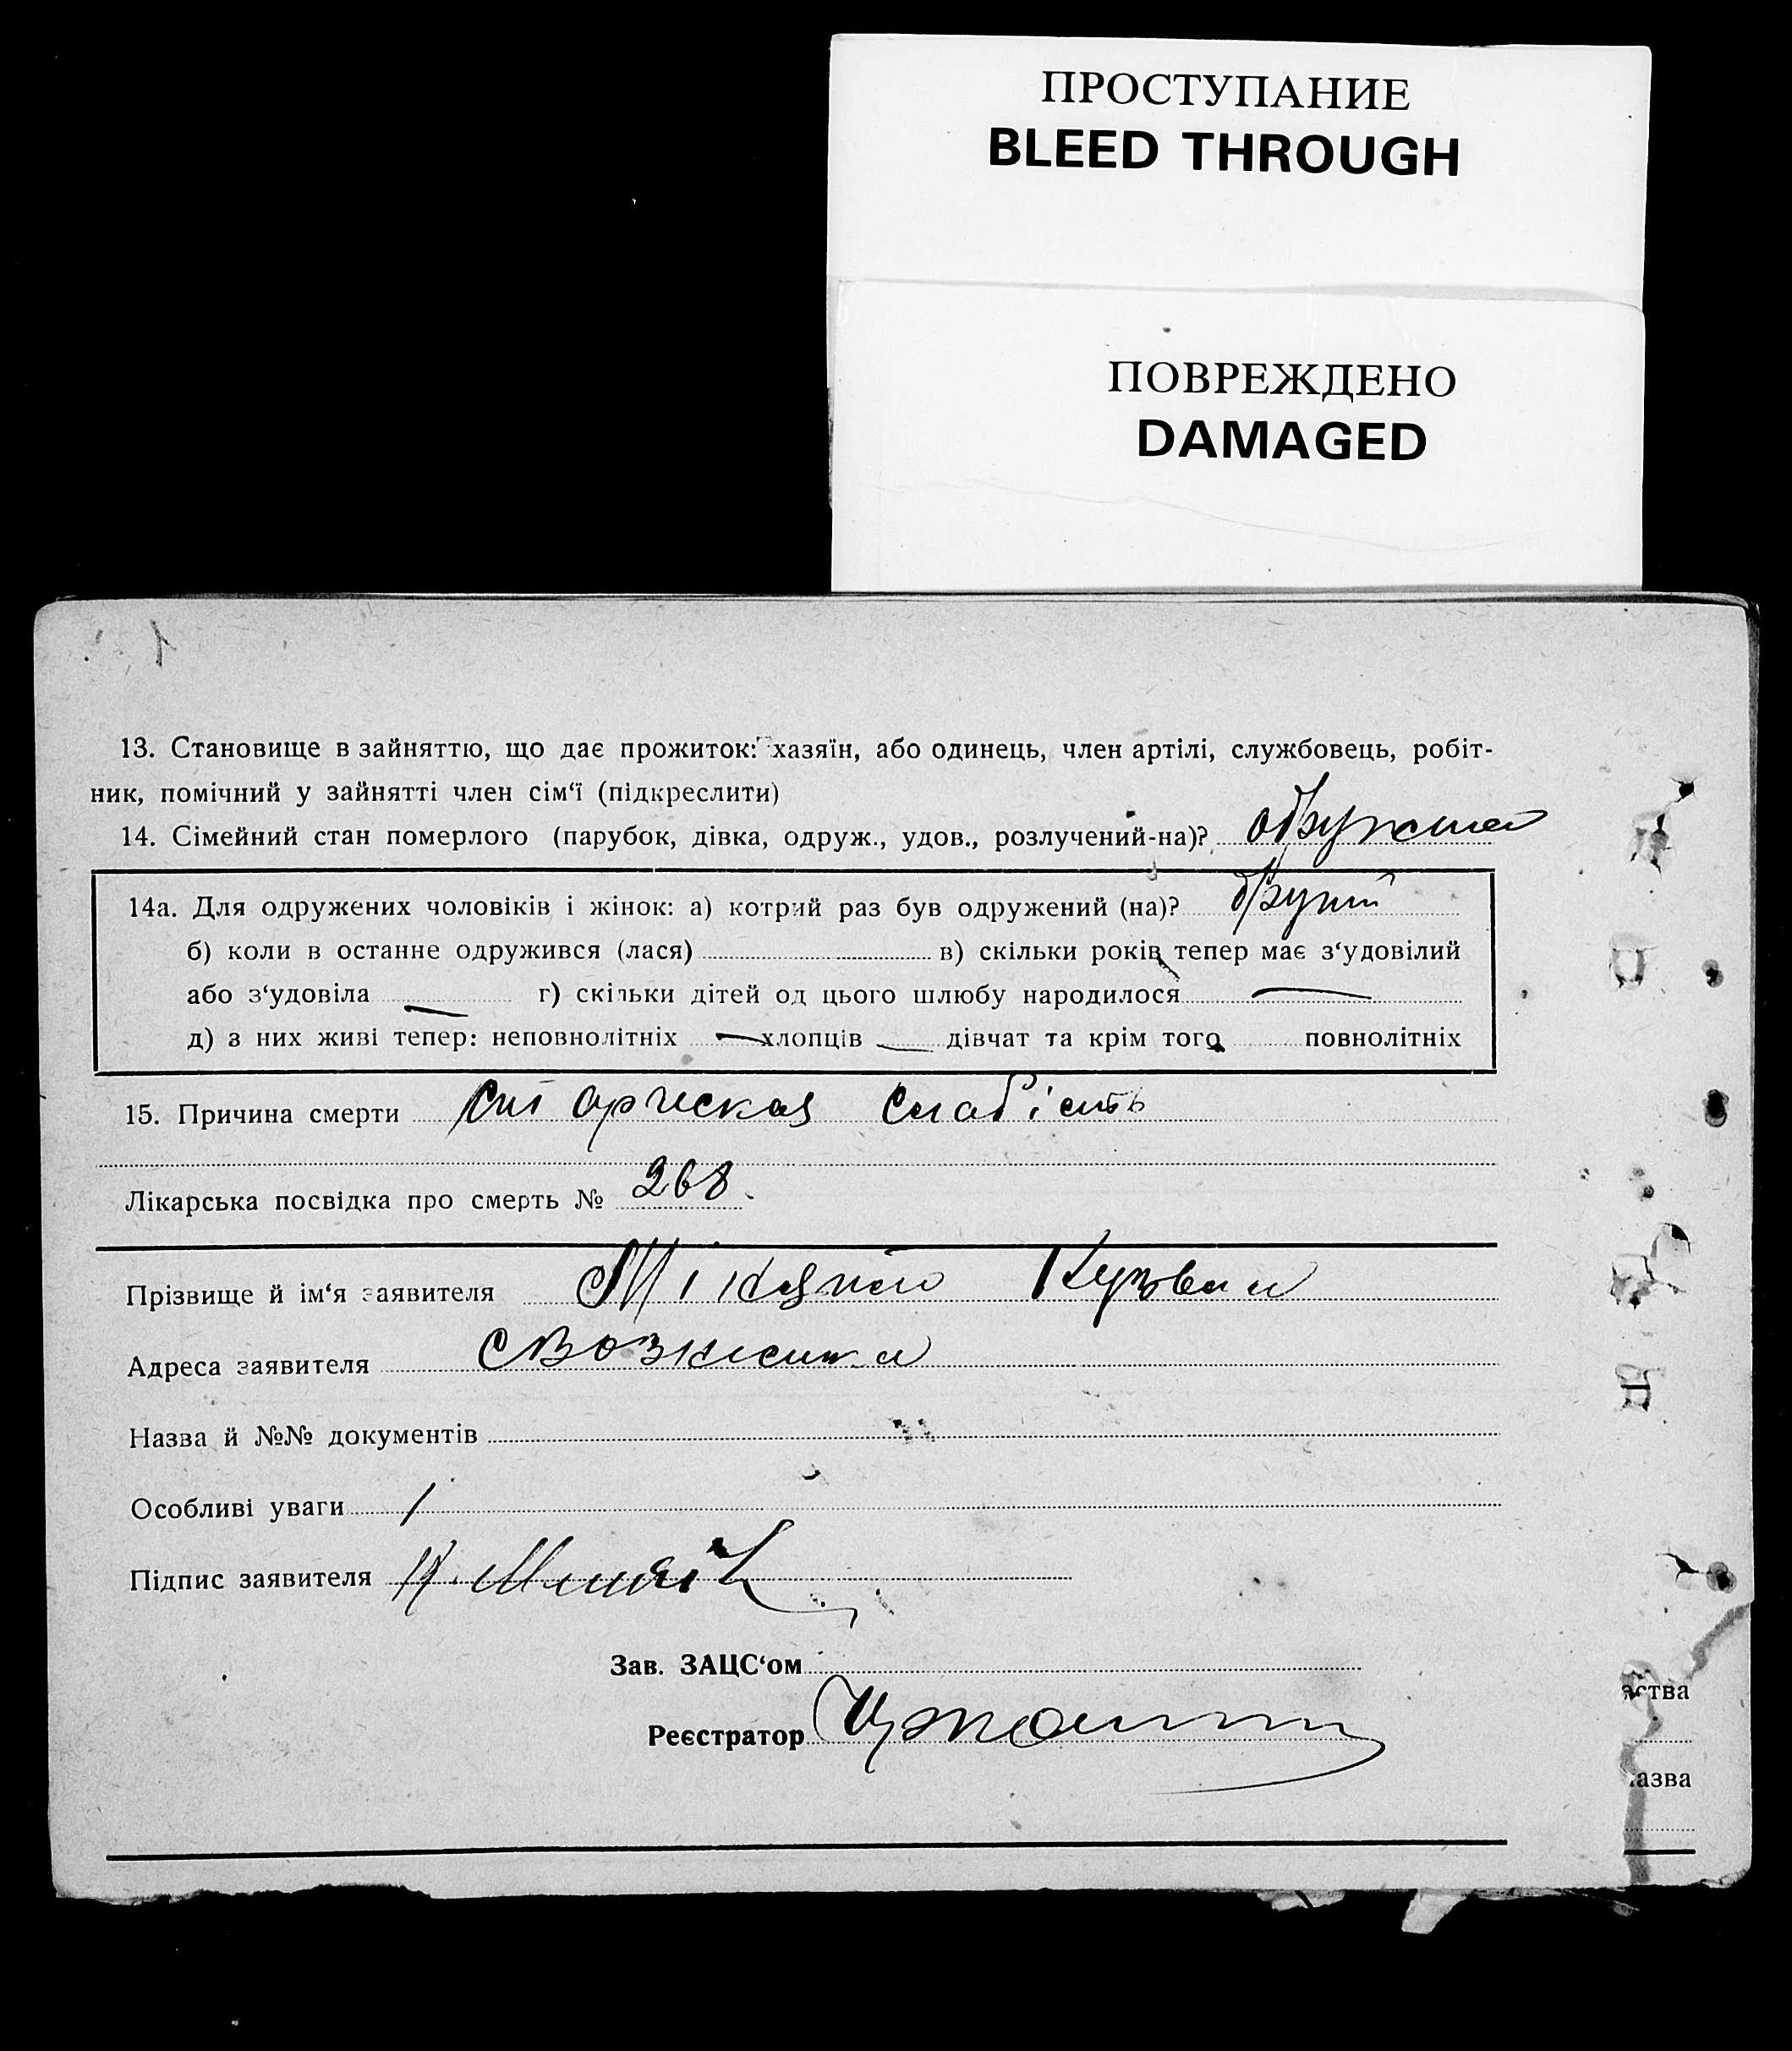 ПРОСТУПАНИЕ
BLEED THROUGH
ПОВРЕЖДЕНО
DAMAGED
13. Становище в зайняттю, що дає прожиток: хазяїн, або одинець, член артілі, службовець, робіт-
ник, помічний у зайнятті член сім‘ї (підкреслити)
14. Сімейний стан померлого (парубок, дівка, одруж., удов., розлучений-на)?
14а. Для одружених чоловіків і жінок: а) котрий раз був одружений (на)?
б) коли в останнє одружився (лася) в) скільки років тепер має з‘удовілий
або з‘удовіла г) скільки дітей од цього шлюбу народилося
д) з них живі тепер: неповнолітніх хлопців дівчат та крім того повнолітніх
15. Причина смерти старческая слабість
Лікарська посвідка про смерть № 268.
Прізвище й ім‘я заявителя
Адреса заявителя
Назва й №№ документів
Особливі уваги
Підпис заявителя
Зав. ЗАЦС‘ом
ства
Реєстратор
азва